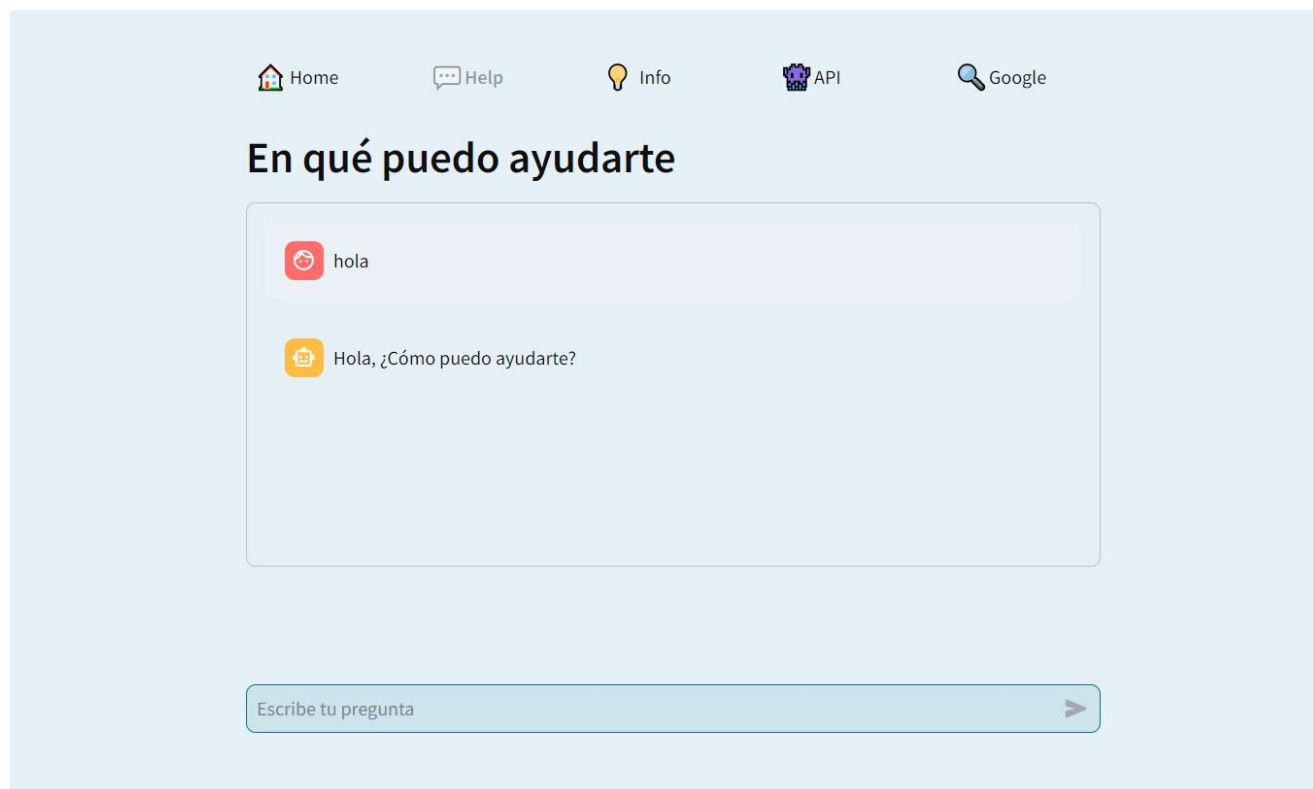 Home Help Info API Google
En qué puedo ayudarte
hola
Hola, ¿Cómo puedo ayudarte?
Escribe tu pregunta